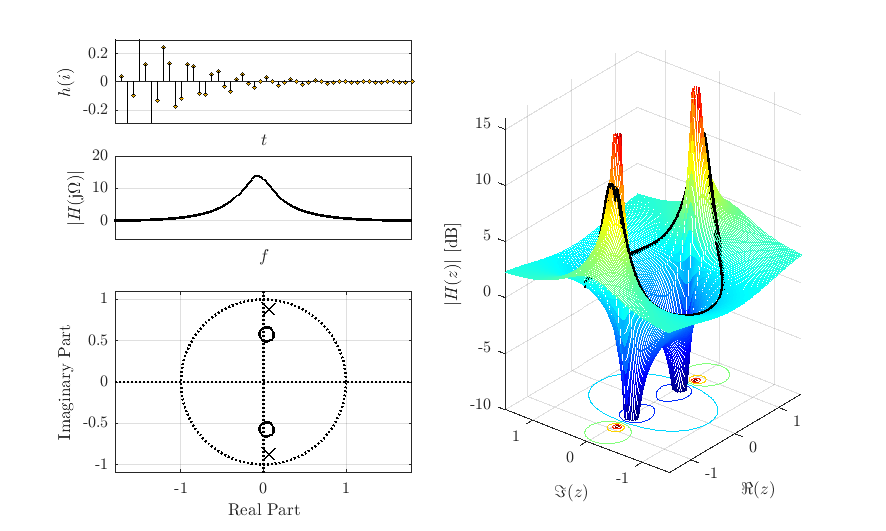 0.2
0
-0.2
h(i)
t
20
10
0
|H(jΩ)|
f
1
0.5
0
-0.5
-1
Imaginary Part
-1 0 1
Real Part
15
10
5
0
-5
-10
|H(z)| [dB]
1 0 -1
ℑ(z)
-1 0 1
ℜ(z)